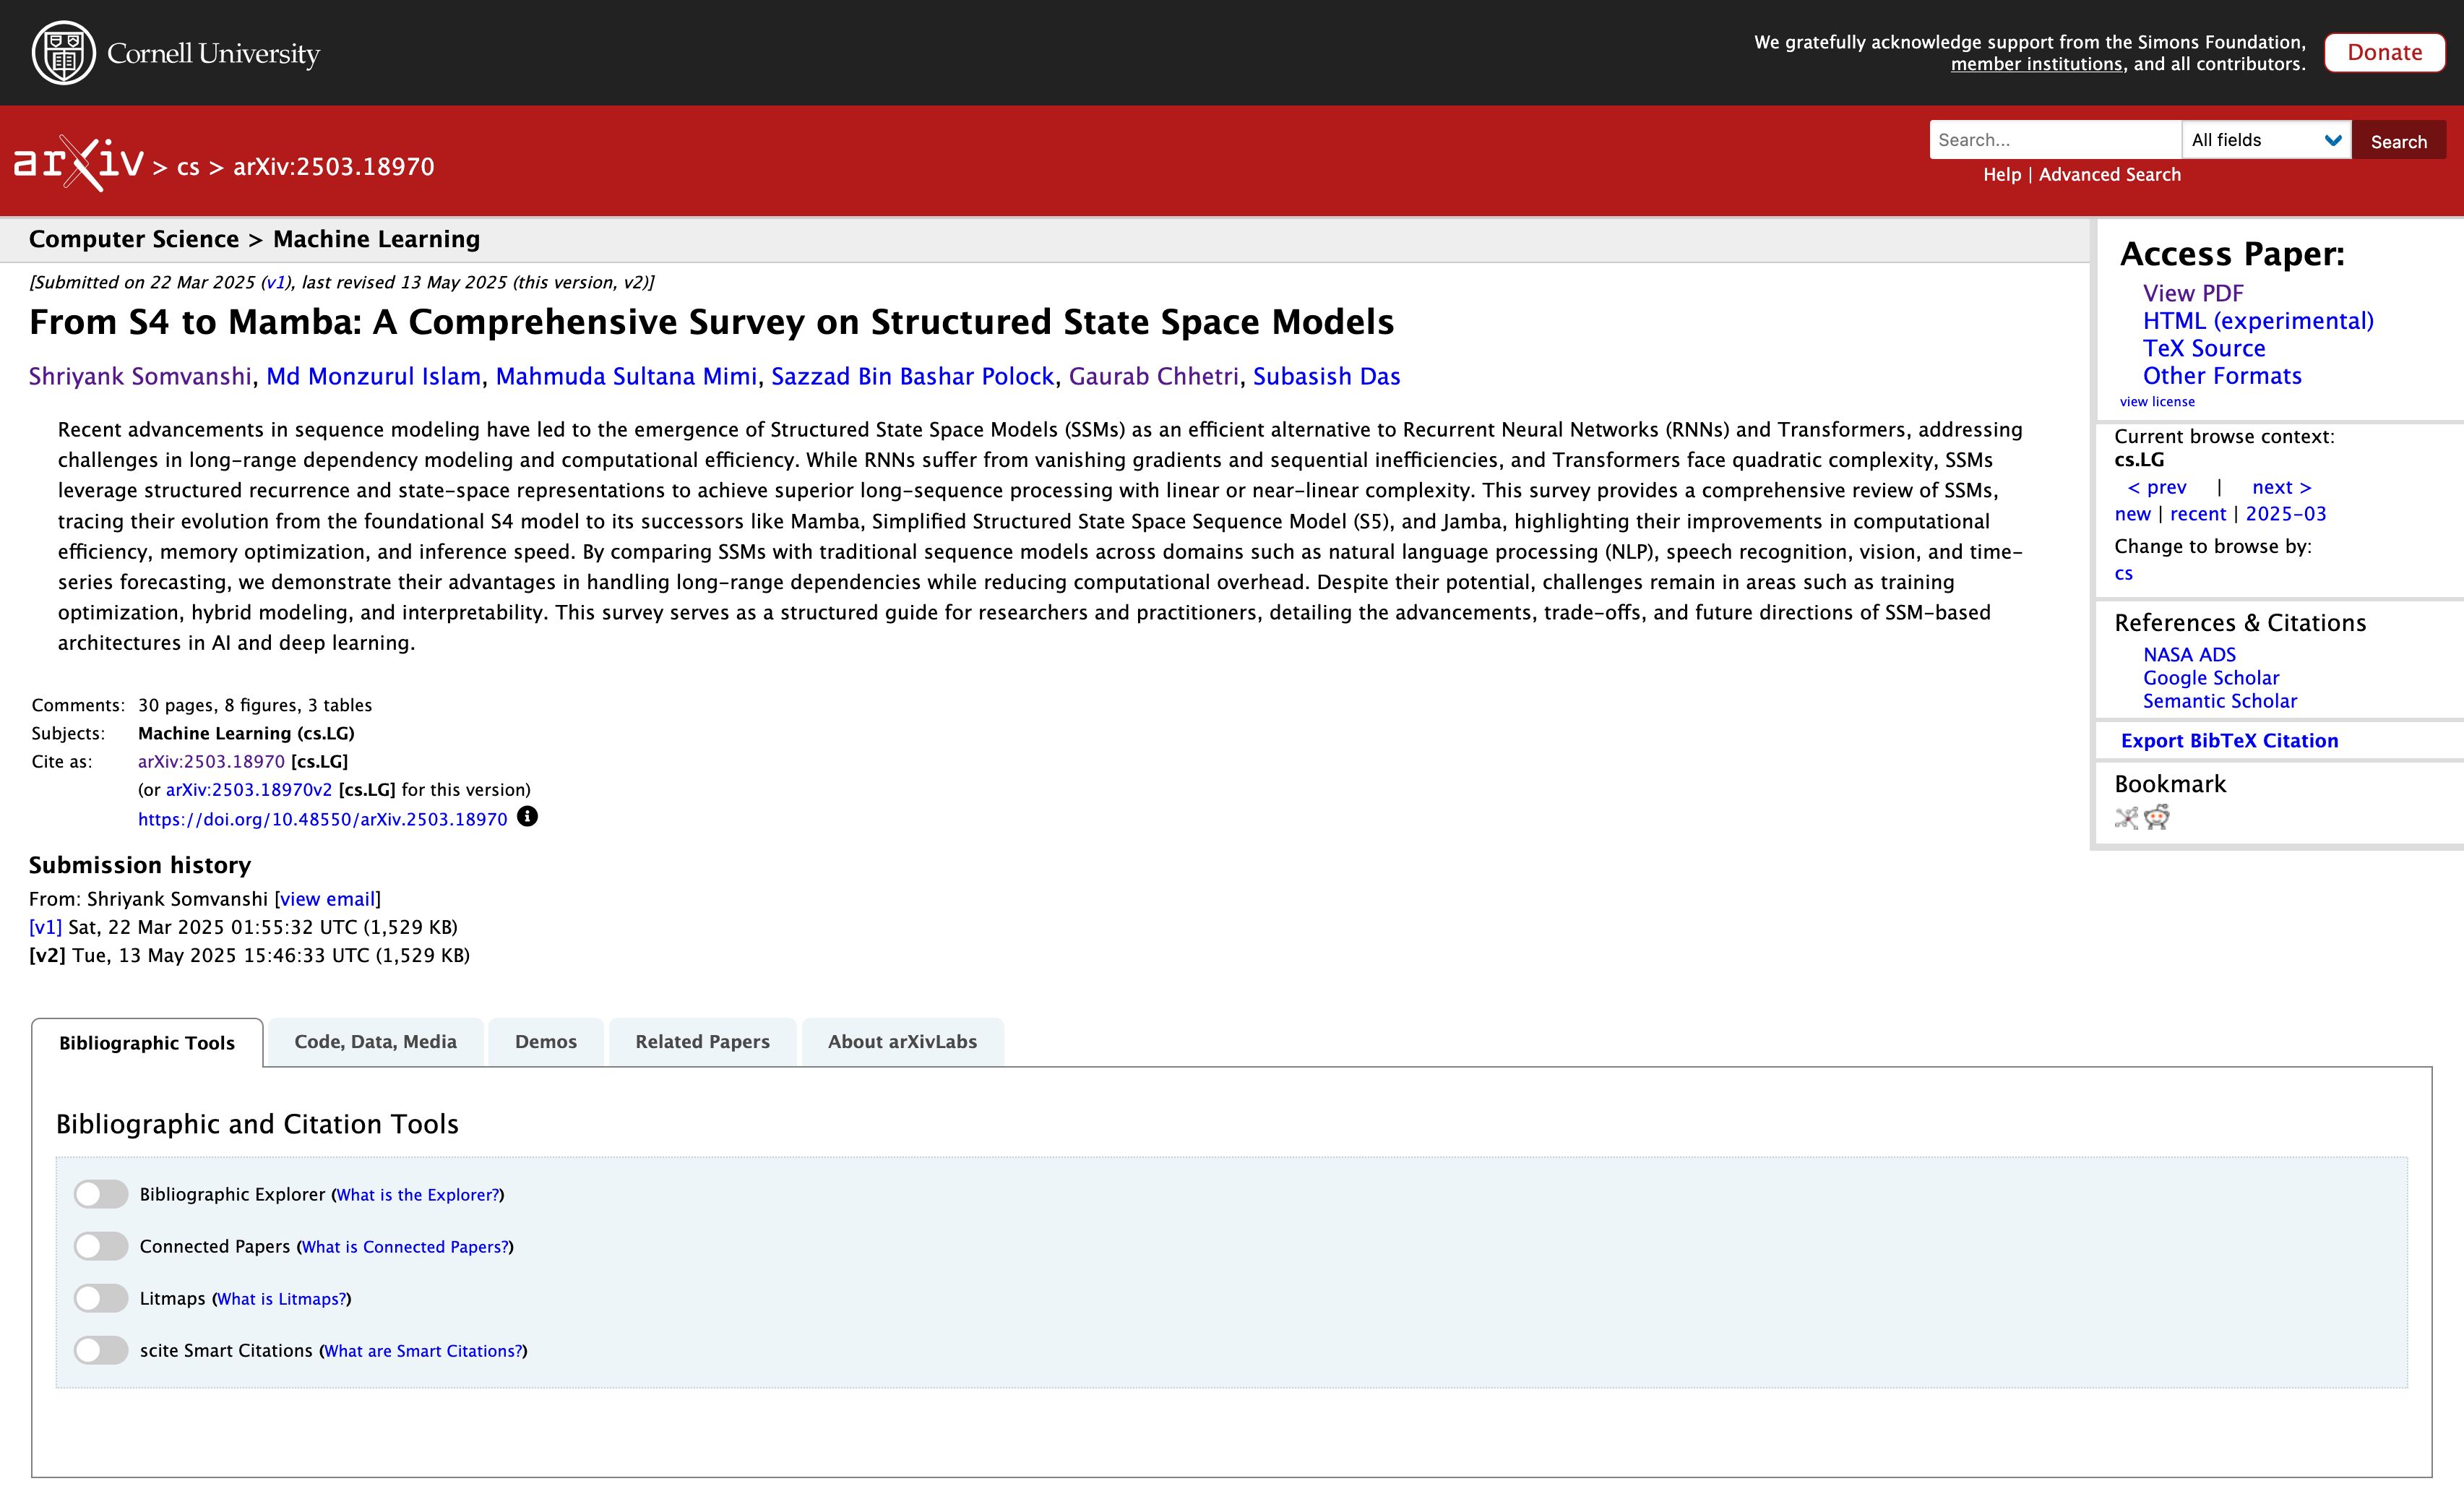 Cornell University
We gratefully acknowledge support from the Simons Foundation,
member institutions, and all contributors.
Donate
arXiv > cs > arXiv:2503.18970
Search...
All fields
Search
Help | Advanced Search
Computer Science > Machine Learning
[Submitted on 22 Mar 2025 (v1), last revised 13 May 2025 (this version, v2)]
From S4 to Mamba: A Comprehensive Survey on Structured State Space Models
Shriyank Somvanshi, Md Monzurul Islam, Mahmuda Sultana Mimi, Sazzad Bin Bashar Polock, Gaurab Chhetri, Subasish Das
Recent advancements in sequence modeling have led to the emergence of Structured State Space Models (SSMs) as an efficient alternative to Recurrent Neural Networks (RNNs) and Transformers, addressing
challenges in long-range dependency modeling and computational efficiency. While RNNs suffer from vanishing gradients and sequential inefficiencies, and Transformers face quadratic complexity, SSMs
leverage structured recurrence and state-space representations to achieve superior long-sequence processing with linear or near-linear complexity. This survey provides a comprehensive review of SSMs,
tracing their evolution from the foundational S4 model to its successors like Mamba, Simplified Structured State Space Sequence Model (S5), and Jamba, highlighting their improvements in computational
efficiency, memory optimization, and inference speed. By comparing SSMs with traditional sequence models across domains such as natural language processing (NLP), speech recognition, vision, and time-
series forecasting, we demonstrate their advantages in handling long-range dependencies while reducing computational overhead. Despite their potential, challenges remain in areas such as training
optimization, hybrid modeling, and interpretability. This survey serves as a structured guide for researchers and practitioners, detailing the advancements, trade-offs, and future directions of SSM-based
architectures in AI and deep learning.
Comments: 30 pages, 8 figures, 3 tables
Subjects: Machine Learning (cs.LG)
Cite as: arXiv:2503.18970 [cs.LG]
(or arXiv:2503.18970v2 [cs.LG] for this version)
https://doi.org/10.48550/arXiv.2503.18970
Submission history
From: Shriyank Somvanshi [view email]
[v1] Sat, 22 Mar 2025 01:55:32 UTC (1,529 KB)
[v2] Tue, 13 May 2025 15:46:33 UTC (1,529 KB)
Access Paper:
View PDF
HTML (experimental)
TeX Source
Other Formats
view license
Current browse context:
cs.LG
< prev | next >
new | recent | 2025-03
Change to browse by:
cs
References & Citations
NASA ADS
Google Scholar
Semantic Scholar
Export BibTeX Citation
Bookmark
Bibliographic Tools
Code, Data, Media
Demos
Related Papers
About arXivLabs
Bibliographic and Citation Tools
Bibliographic Explorer (What is the Explorer?)
Connected Papers (What is Connected Papers?)
Litmaps (What is Litmaps?)
scite Smart Citations (What are Smart Citations?)